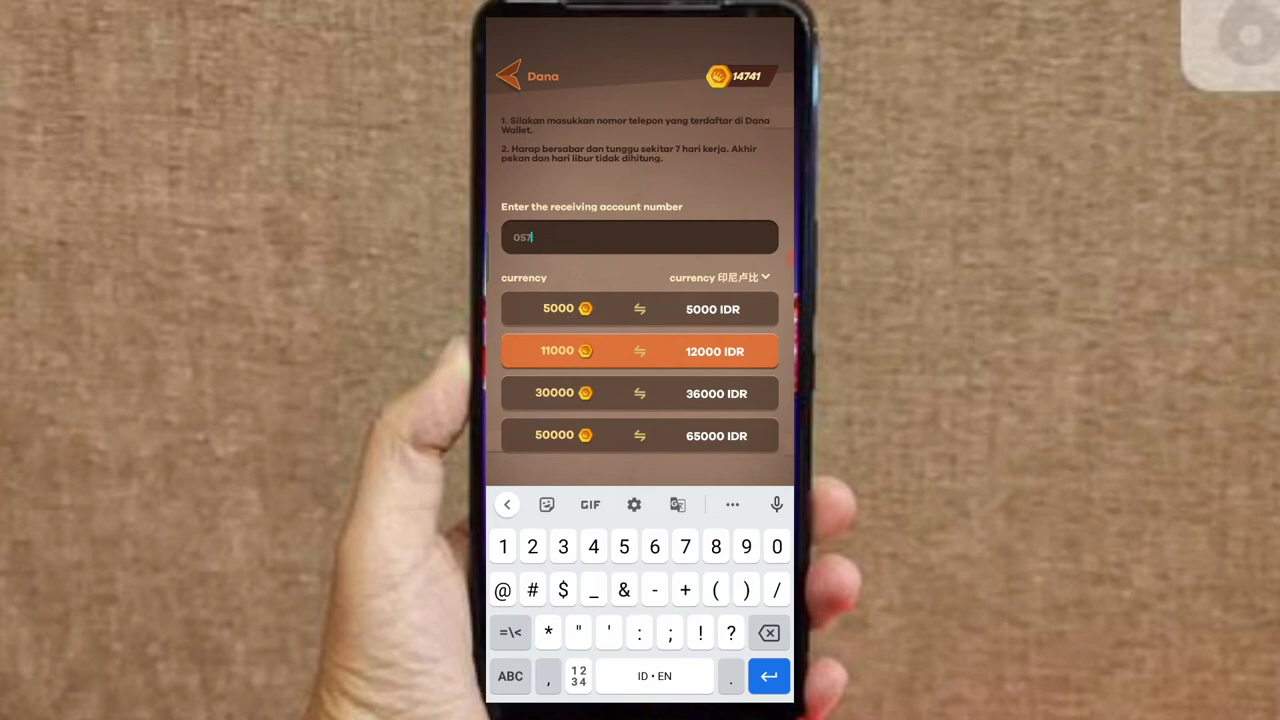 Dana
14741
1. Silakan masukkan nomor telepon yang terdaftar di Dana
Wallet.
2. Harap bersabar dan tunggu sekitar 7 hari kerja. Akhir
pekan dan hari libur tidak dihitung.
Enter the receiving account number
057
currency currency 印尼卢比
5000 5000 IDR
11000 12000 IDR
30000 36000 IDR
50000 65000 IDR
GIF
1 2 3 4 5 6 7 8 9 0
@ # $ _ & - + ( ) /
=\< * " ' : ; ! ?
ABC , 12 34 ID • EN .